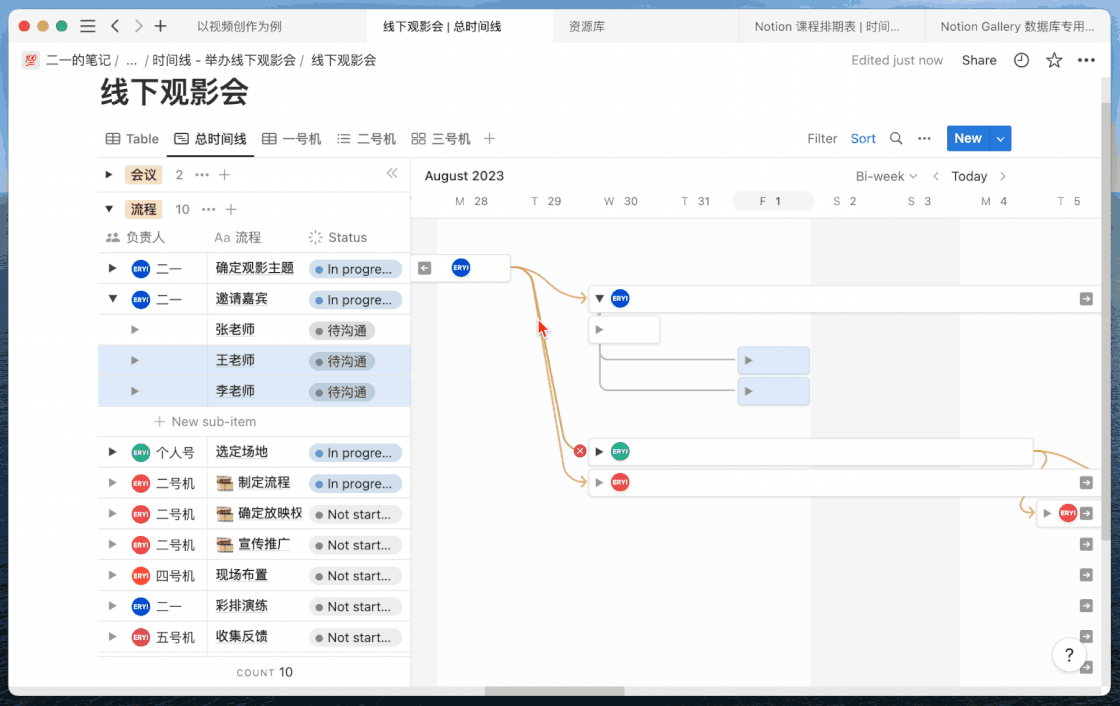 以视频创作为例 线下观影会 | 总时间线 资源库 Notion 课程排期表 | 时间... Notion Gallery 数据库专用...
💯 二一的笔记 / ... / 时间线 - 举办线下观影会 / 线下观影会 Edited just now Share
线下观影会
Table 总时间线 一号机 二号机 三号机 Filter Sort New
会议 2 August 2023 Bi-week Today
M 28 T 29 W 30 T 31 F 1 S 2 S 3 M 4 T 5
流程 10
负责人 Aa 流程 Status
ERYI 二一 确定观影主题 In progre... ERYI
ERYI 二一 邀请嘉宾 In progre... ERYI
张老师 待沟通
王老师 待沟通
李老师 待沟通
New sub-item
ERYI 个人号 选定场地 In progre... ERYI
ERYI 二号机 制定流程 In progre... ERYI
ERYI 二号机 确定放映权 Not start... ERYI
ERYI 二号机 宣传推广 Not start...
ERYI 四号机 现场布置 Not start...
ERYI 二一 彩排演练 Not start...
ERYI 五号机 收集反馈 Not start...
COUNT 10
?